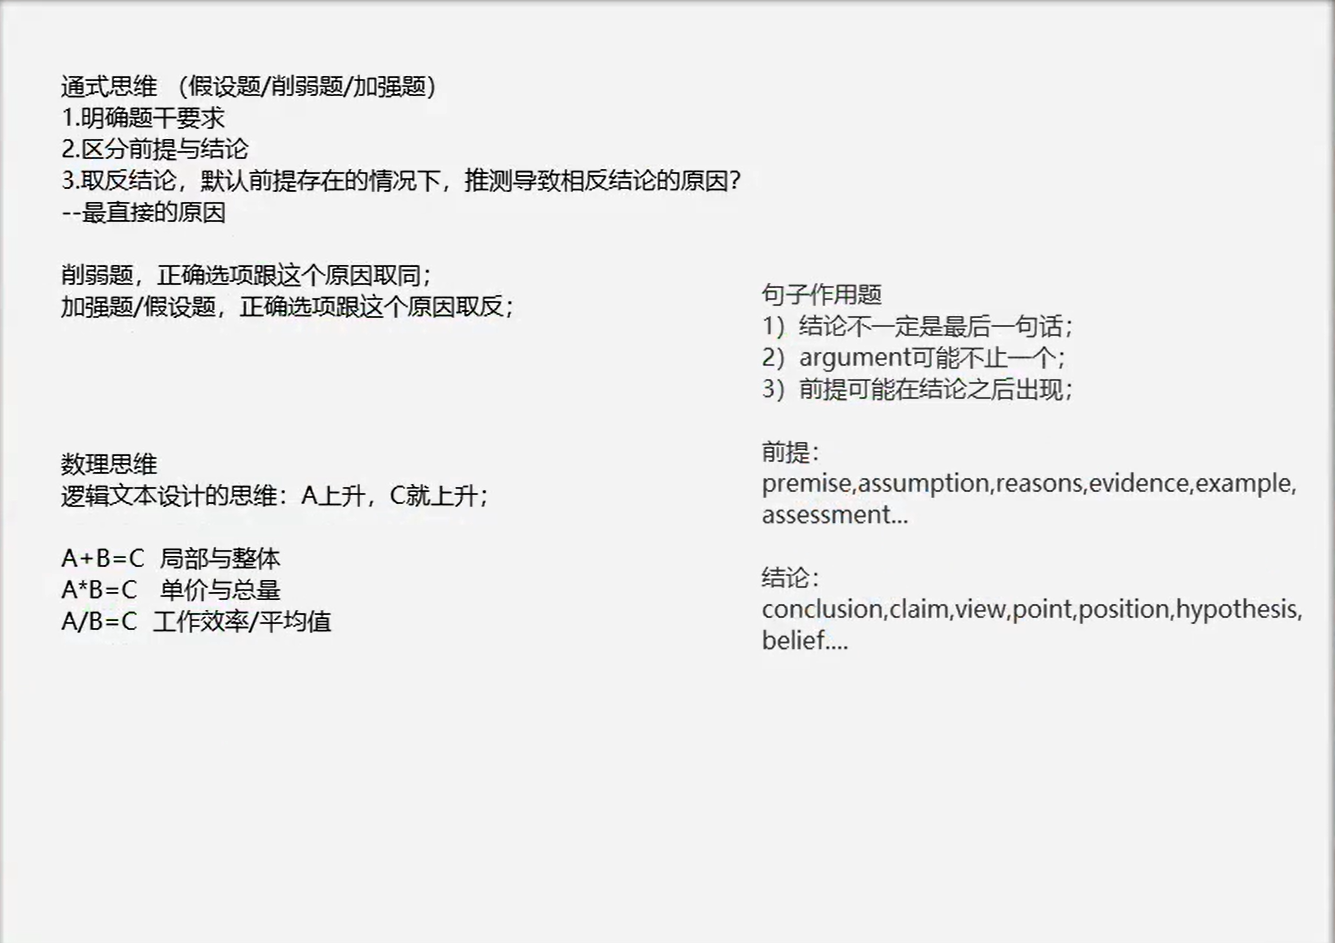 通式思维 （假设题/削弱题/加强题）
1.明确题干要求
2.区分前提与结论
3.取反结论，默认前提存在的情况下，推测导致相反结论的原因？
--最直接的原因
削弱题，正确选项跟这个原因取同；
加强题/假设题，正确选项跟这个原因取反；
数理思维
逻辑文本设计的思维：A上升，C就上升；
A+B=C 局部与整体
A*B=C 单价与总量
A/B=C 工作效率/平均值
句子作用题
1）结论不一定是最后一句话；
2）argument可能不止一个；
3）前提可能在结论之后出现；
前提：
premise,assumption,reasons,evidence,example,
assessment...
结论：
conclusion,claim,view,point,position,hypothesis,
belief....